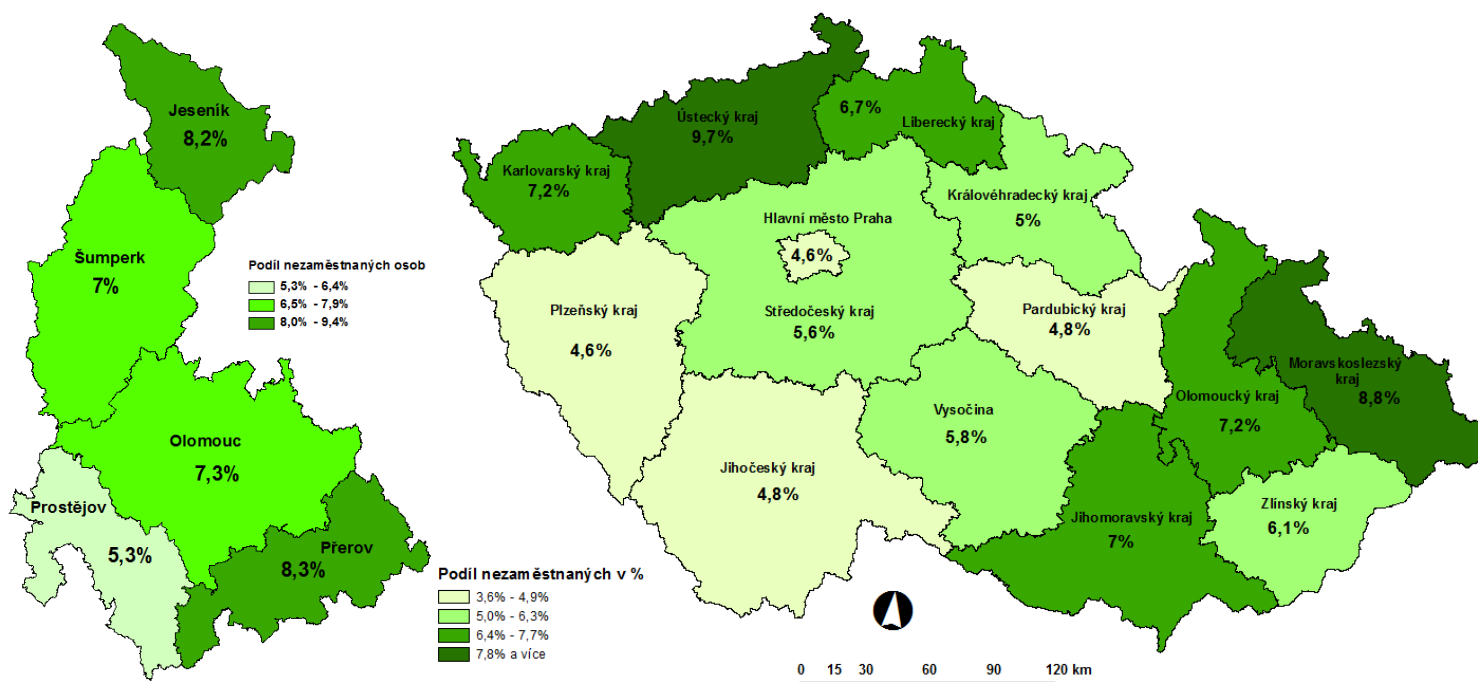 Jeseník
8,2%
Šumperk
7%
Olomouc
7,3%
Prostějov
5,3%
Přerov
8,3%
Podíl nezaměstnaných osob
5,3% - 6,4%
6,5% - 7,9%
8,0% - 9,4%
Ústecký kraj
9,7%
6,7%
Liberecký kraj
Karlovarský kraj
7,2%
Královéhradecký kraj
5%
Hlavní město Praha
4,6%
Plzeňský kraj
4,6%
Středočeský kraj
5,6%
Pardubický kraj
4,8%
Moravskoslezský
kraj
8,8%
Olomoucký kraj
7,2%
Vysočina
5,8%
Jihočeský kraj
4,8%
Jihomoravský kraj
7%
Zlínský kraj
6,1%
Podíl nezaměstnaných v %
3,6% - 4,9%
5,0% - 6,3%
6,4% - 7,7%
7,8% a více
0 15 30 60 90 120 km